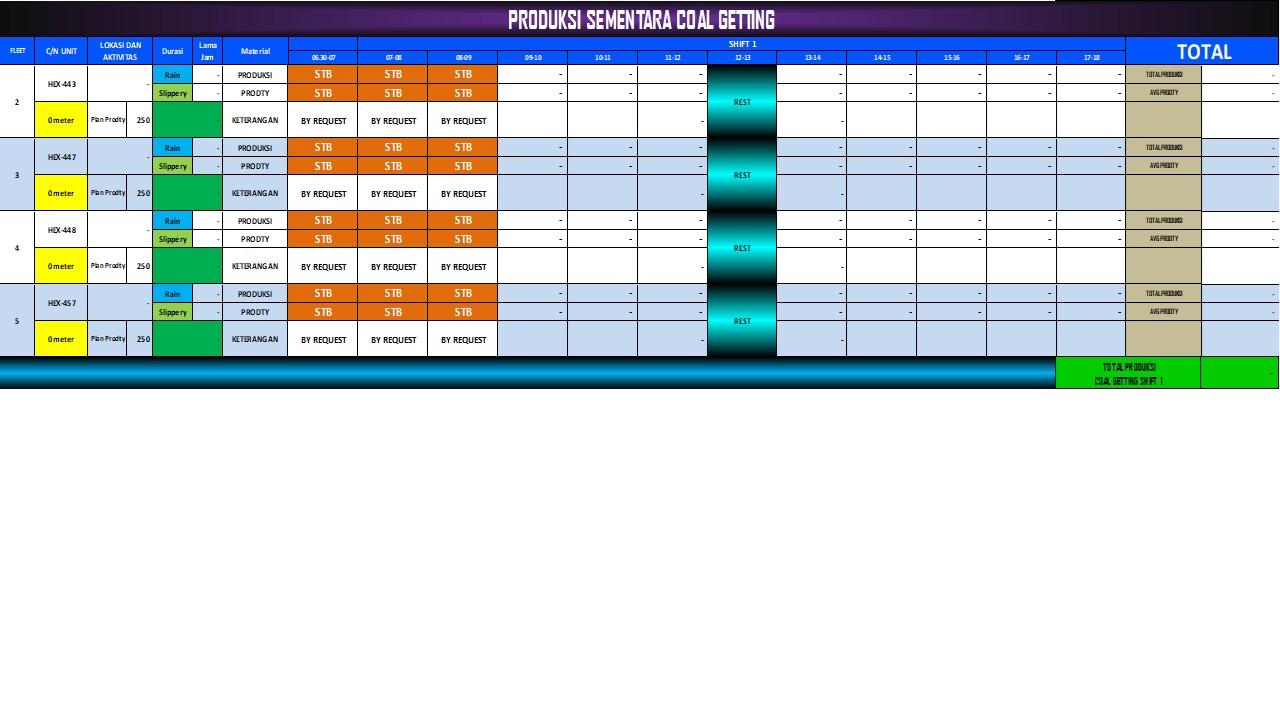 PRODUKSI SEMENTARA COAL GETTING
FLEET C/N UNIT LOKASI DAN AKTIVITAS Durasi Lama Jam Material SHIFT 1 TOTAL
06.30-07 07-08 08-09 09-10 10-11 11-12 12-13 13-14 14-15 15-16 16-17 17-18
2 HEX-443 - Rain - PRODUKSI STB STB STB - - - REST - - - - - TOTAL PRODUKSI -
Slippery - PRODTY STB STB STB - - - - - - - - AVG PRODTY -
0 meter Plan Prodty 250 - KETERANGAN BY REQUEST BY REQUEST BY REQUEST - -
3 HEX-447 - Rain - PRODUKSI STB STB STB - - - REST - - - - - TOTAL PRODUKSI -
Slippery - PRODTY STB STB STB - - - - - - - - AVG PRODTY -
0 meter Plan Prodty 250 - KETERANGAN BY REQUEST BY REQUEST BY REQUEST - -
4 HEX-448 - Rain - PRODUKSI STB STB STB - - - REST - - - - - TOTAL PRODUKSI -
Slippery - PRODTY STB STB STB - - - - - - - - AVG PRODTY -
0 meter Plan Prodty 250 - KETERANGAN BY REQUEST BY REQUEST BY REQUEST - -
5 HEX-457 - Rain - PRODUKSI STB STB STB - - - REST - - - - - TOTAL PRODUKSI -
Slippery - PRODTY STB STB STB - - - - - - - - AVG PRODTY -
0 meter Plan Prodty 250 - KETERANGAN BY REQUEST BY REQUEST BY REQUEST - -
TOTAL PRODUKSI
COAL GETTING SHIFT 1 -